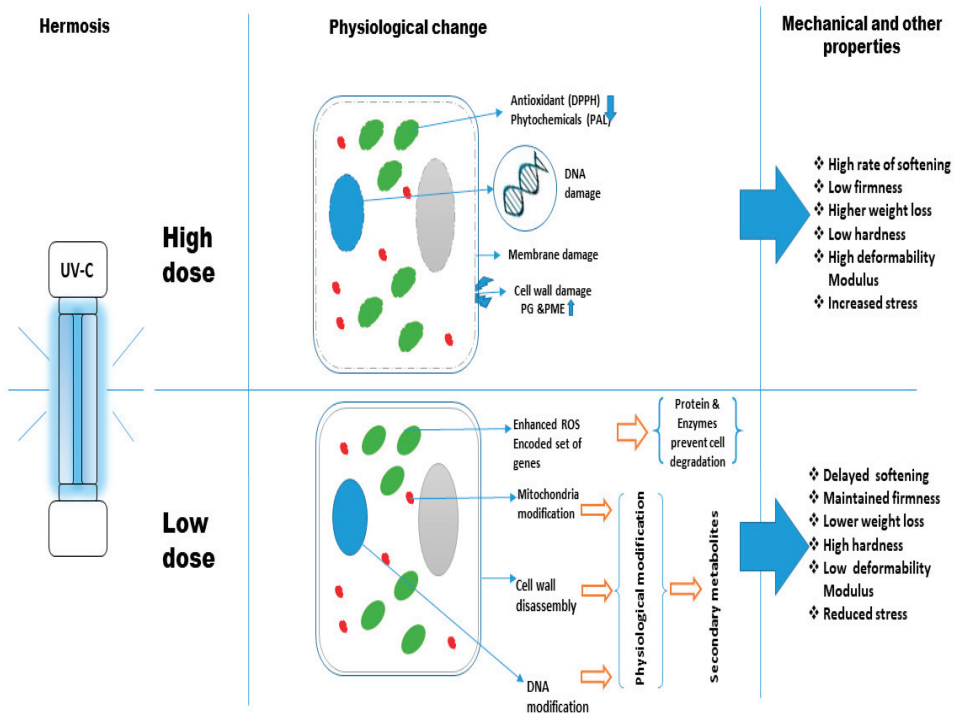 Hermosis
Physiological change
Mechanical and other
properties
UV-C
High
dose
Antioxidant (DPPH)
Phytochemicals (PAL)
DNA
damage
Membrane damage
Cell wall damage
PG &PME
❖ High rate of softening
❖ Low firmness
❖ Higher weight loss
❖ Low hardness
❖ High deformability
Modulus
❖ Increased stress
Low
dose
Enhanced ROS
Encoded set of
genes
Protein &
Enzymes
prevent cell
degradation
Mitochondria
modification
Cell wall
disassembly
DNA
modification
Physiological modification
Secondary metabolites
❖ Delayed softening
❖ Maintained firmness
❖ Lower weight loss
❖ High hardness
❖ Low deformability
Modulus
❖ Reduced stress